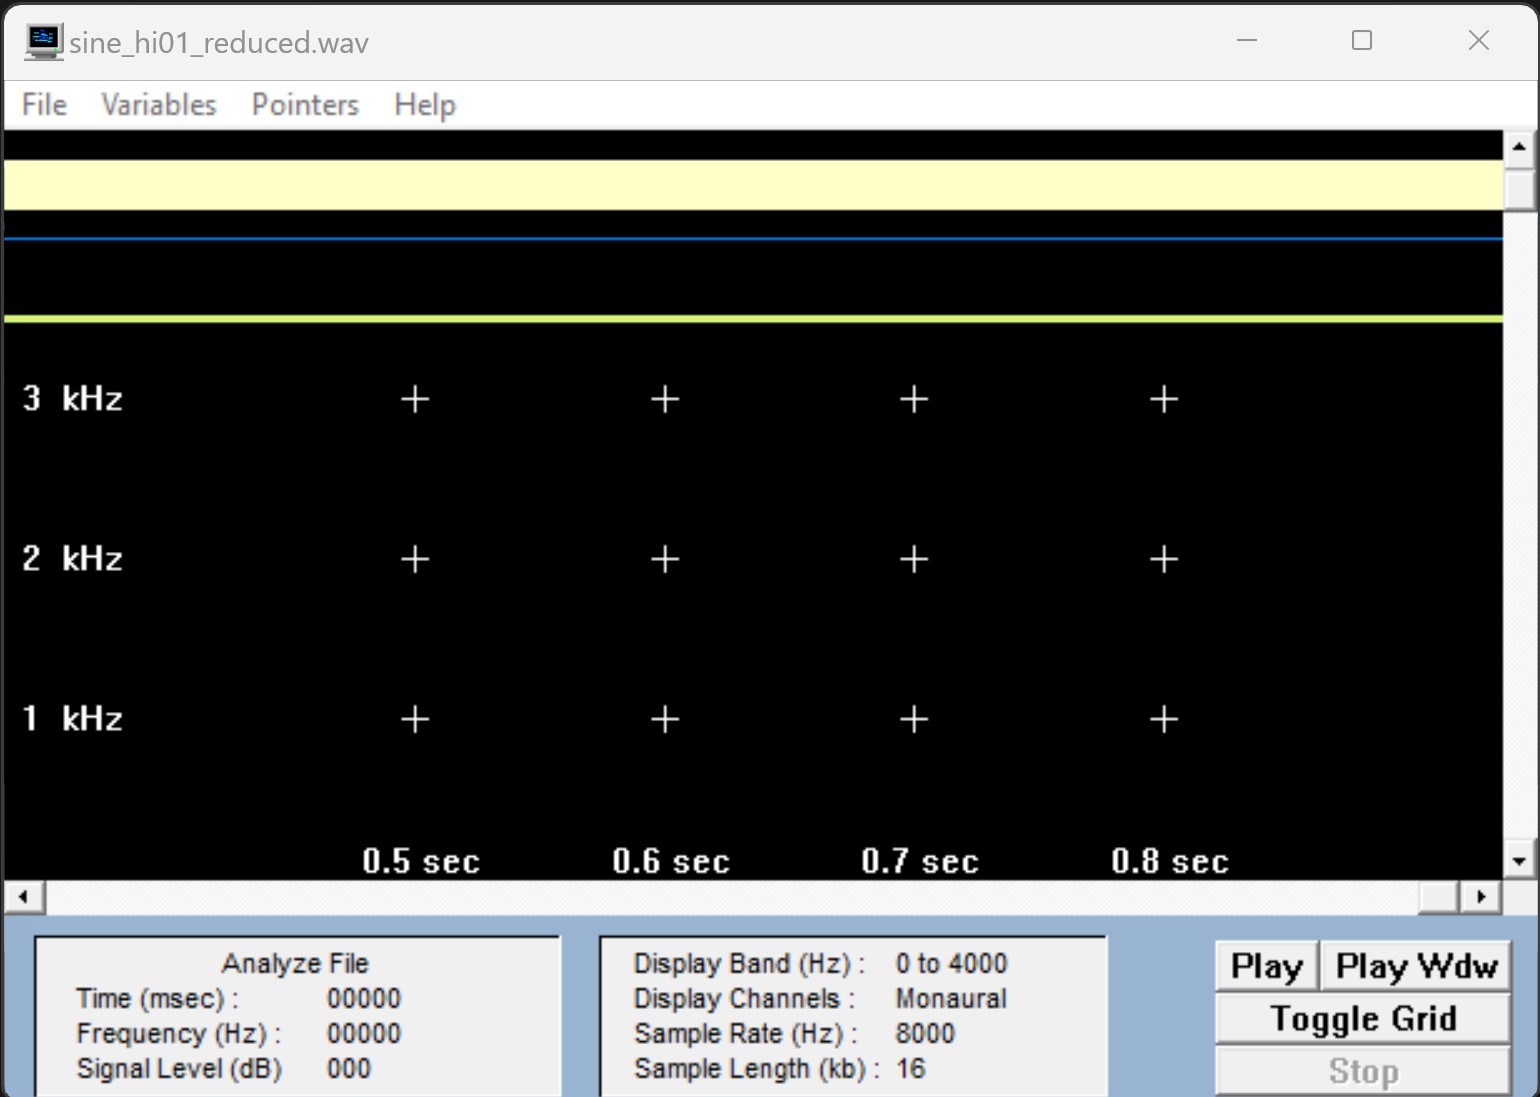 sine_hi01_reduced.wav
File Variables Pointers Help
3 kHz
2 kHz
1 kHz
0.5 sec 0.6 sec 0.7 sec 0.8 sec
Analyze File
Time (msec) : 00000
Frequency (Hz) : 00000
Signal Level (dB) 000
Display Band (Hz) : 0 to 4000
Display Channels : Monaural
Sample Rate (Hz) : 8000
Sample Length (kb) : 16
Play Play Wdw
Toggle Grid
Stop